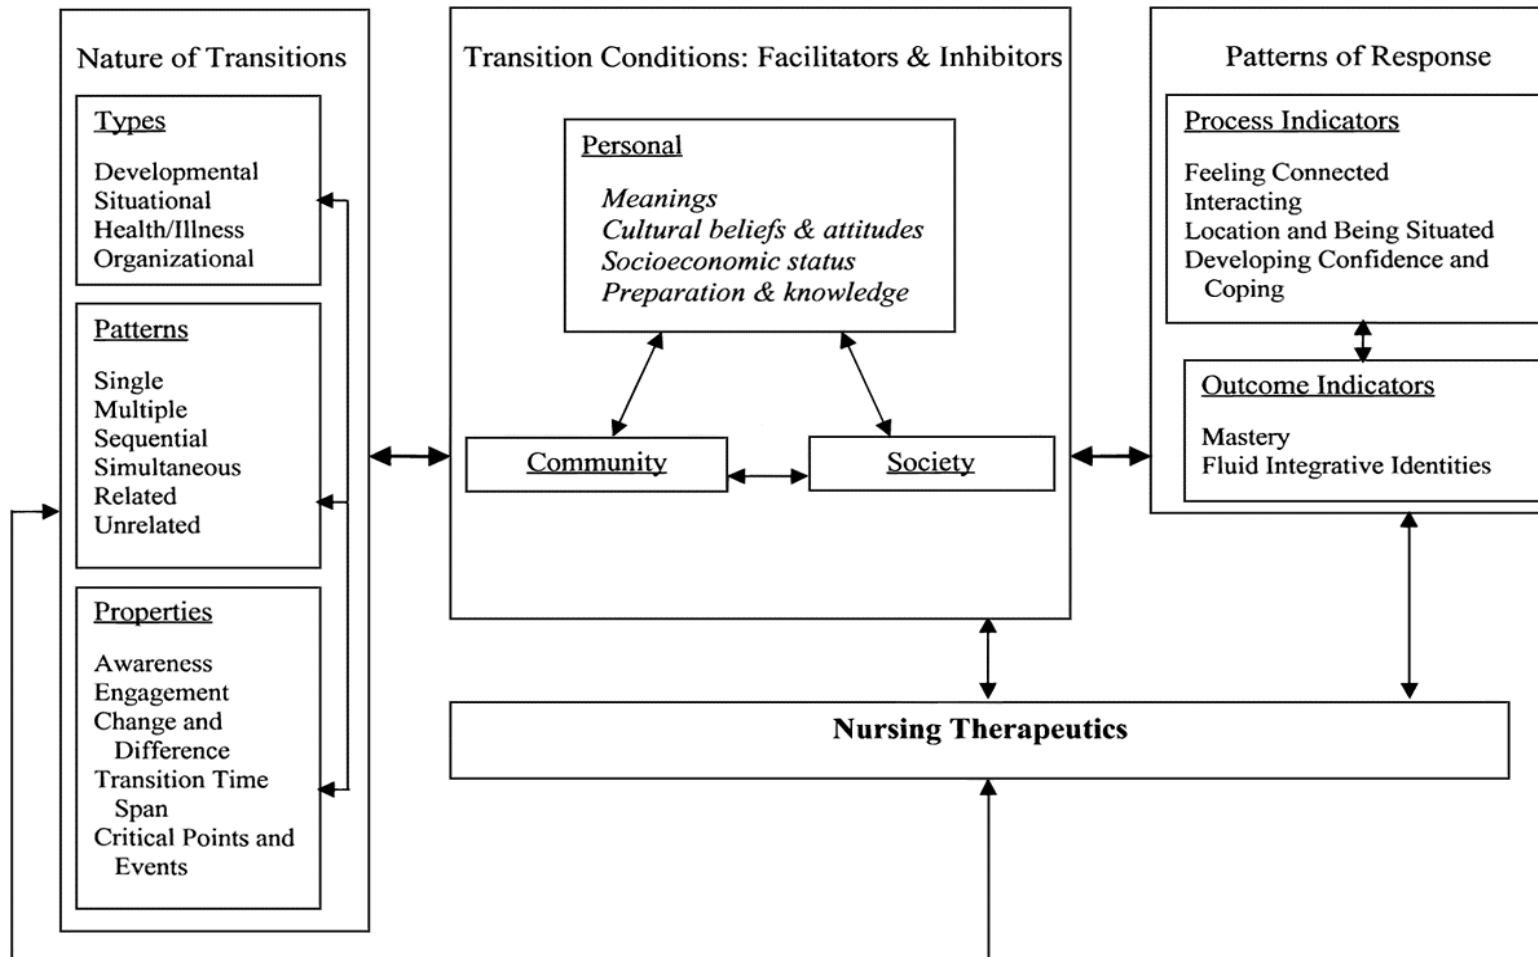 Nature of Transitions
Types
Developmental
Situational
Health/Illness
Organizational
Patterns
Single
Multiple
Sequential
Simultaneous
Related
Unrelated
Properties
Awareness
Engagement
Change and
Difference
Transition Time
Span
Critical Points and
Events
Transition Conditions: Facilitators & Inhibitors
Personal
Meanings
Cultural beliefs & attitudes
Socioeconomic status
Preparation & knowledge
Community
Society
Patterns of Response
Process Indicators
Feeling Connected
Interacting
Location and Being Situated
Developing Confidence and
Coping
Outcome Indicators
Mastery
Fluid Integrative Identities
Nursing Therapeutics